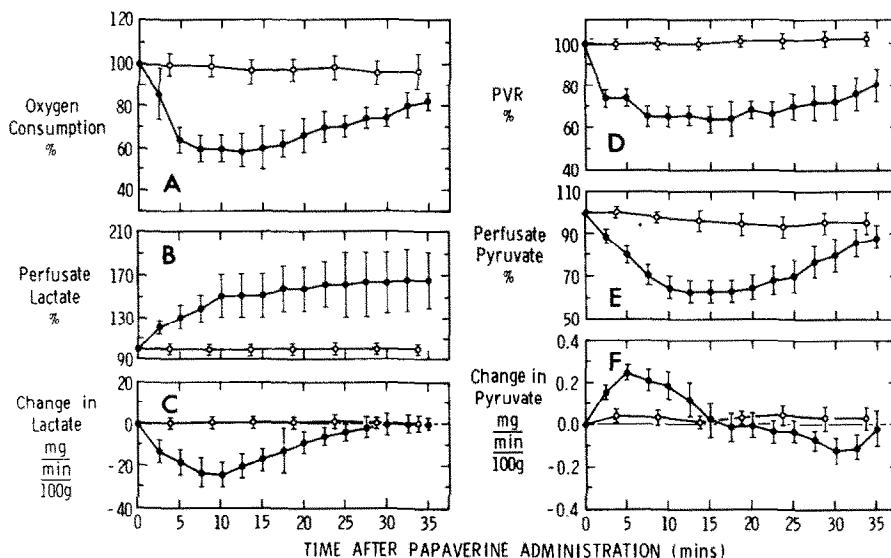 Oxygen
Consumption
%
120
100
80
60
40
A
Perfusate
Lactate
%
210
170
130
90
B
Change in
Lactate
mg
min
100g
20
0
-20
-40
C
0 5 10 15 20 25 30 35
PVR
%
100
80
60
40
D
Perfusate
Pyruvate
%
110
90
70
50
E
Change in
Pyruvate
mg
min
100g
0.4
0.2
0.0
-0.2
-0.4
F
0 5 10 15 20 25 30 35
TIME AFTER PAPAVERINE ADMINISTRATION (mins)